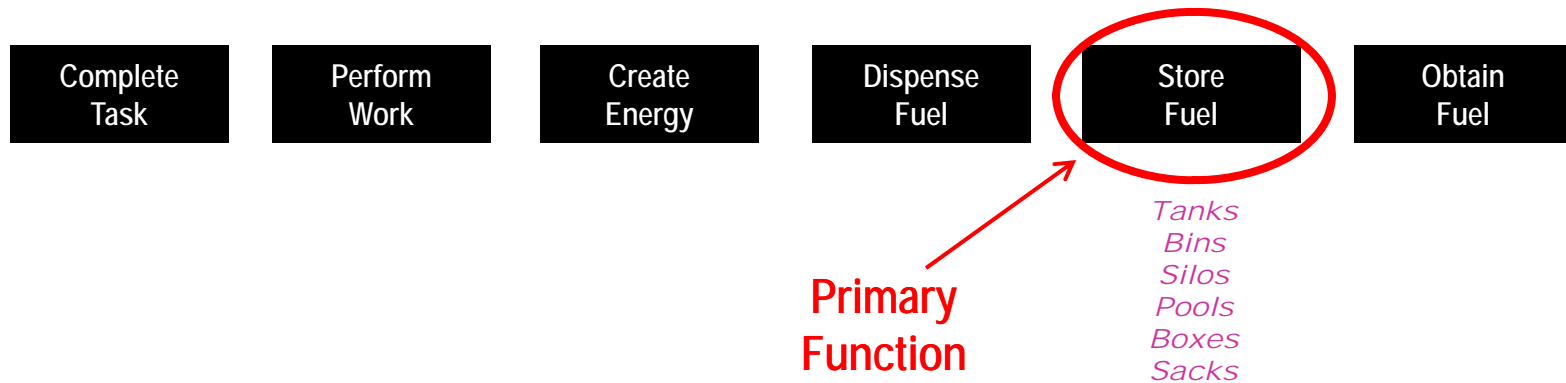 Complete
Task
Perform
Work
Create
Energy
Dispense
Fuel
Store
Fuel
Obtain
Fuel
Primary
Function
Tanks
Bins
Silos
Pools
Boxes
Sacks